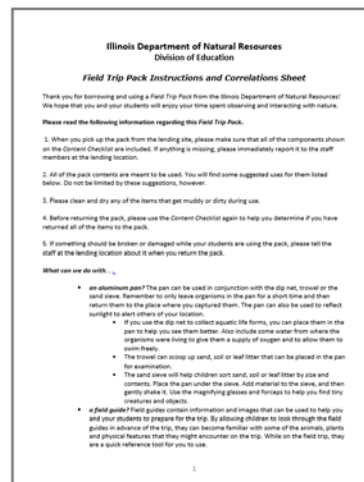 Illinois Department of Natural Resources
Division of Education
Field Trip Pack Instructions and Correlations Sheet
Thank you for borrowing and using a Field Trip Pack from the Illinois Department of Natural Resources!
We hope that you and your students will enjoy your time spent observing and interacting with nature.
Please read the following information regarding this Field Trip Pack.
1. When you pick up the pack from the lending site, please make sure that all of the components shown
on the Content Checklist are included. If anything is missing, please immediately report it to the staff
members at the lending location.
2. All of the pack contents are meant to be used. You will find some suggested uses for them listed
below. Do not be limited by these suggestions, however.
3. Please clean and dry any of the items that get muddy or dirty during use.
4. Before returning the pack, please use the Content Checklist again to help you determine if you have
returned all of the items to the pack.
5. If something should be broken or damaged while your students are using the pack, please tell the
staff at the lending location about it when you return the pack.
What can we do with. . .
▪ an aluminum pan? The pan can be used in conjunction with the dip net, trowel or the
sand sieve. Remember to only leave organisms in the pan for a short time and then
return them to the place where you captured them. The pan can also be used to reflect
sunlight to alert others of your location.
▪ If you use the dip net to collect aquatic life forms, you can place them in the
pan to help you see them better. Also include some water from where the
organisms were living to give them a supply of oxygen and to allow them to
swim freely.
▪ The trowel can scoop up sand, soil or leaf litter that can be placed in the pan
for examination.
▪ The sand sieve will help children sort sand, soil or leaf litter by size and
contents. Place the pan under the sieve. Add material to the sieve, and then
gently shake it. Use the magnifying glasses and forceps to help you find tiny
creatures and objects.
▪ a field guide? Field guides contain information and images that can be used to help you
and your students to prepare for the trip. By allowing children to look through the field
guides in advance of the trip, they can become familiar with some of the animals, plants
and physical features that they might encounter on the trip. While on the field trip, they
are a quick reference tool for you to use.
1